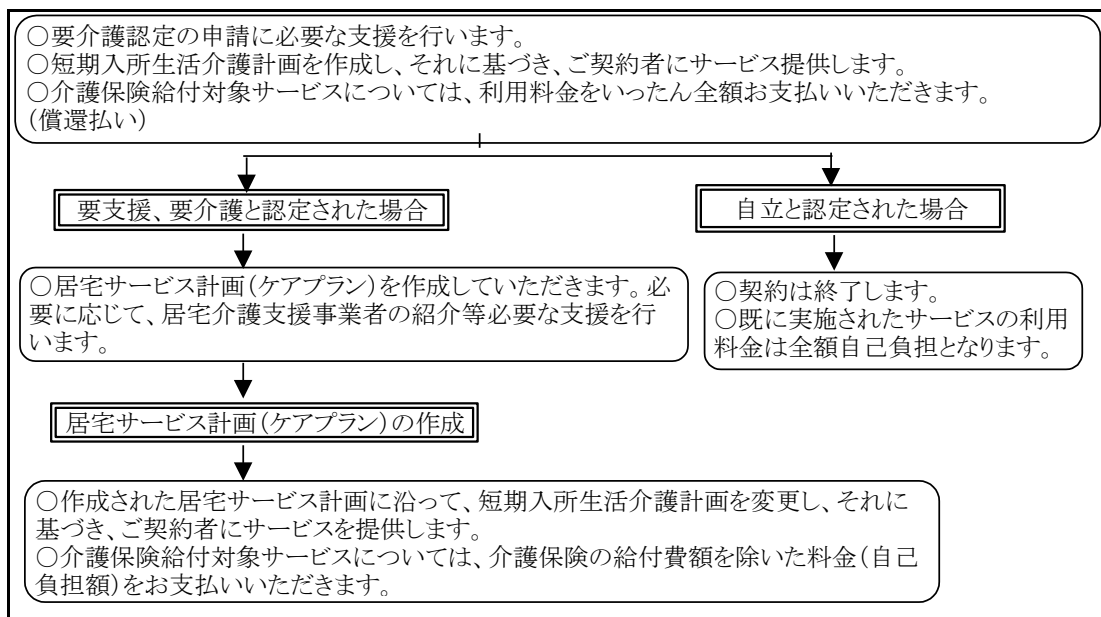 ○要介護認定の申請に必要な支援を行います。
○短期入所生活介護計画を作成し、それに基づき、ご契約者にサービス提供します。
○介護保険給付対象サービスについては、利用料金をいったん全額お支払いいただきます。
(償還払い)
要支援、要介護と認定された場合
自立と認定された場合
○居宅サービス計画(ケアプラン)を作成していただきます。必
要に応じて、居宅介護支援事業者の紹介等必要な支援を行
います。
○契約は終了します。
○既に実施されたサービスの利用
料金は全額自己負担となります。
居宅サービス計画(ケアプラン)の作成
○作成された居宅サービス計画に沿って、短期入所生活介護計画を変更し、それに
基づき、ご契約者にサービスを提供します。
○介護保険給付対象サービスについては、介護保険の給付費額を除いた料金(自己
負担額)をお支払いいただきます。